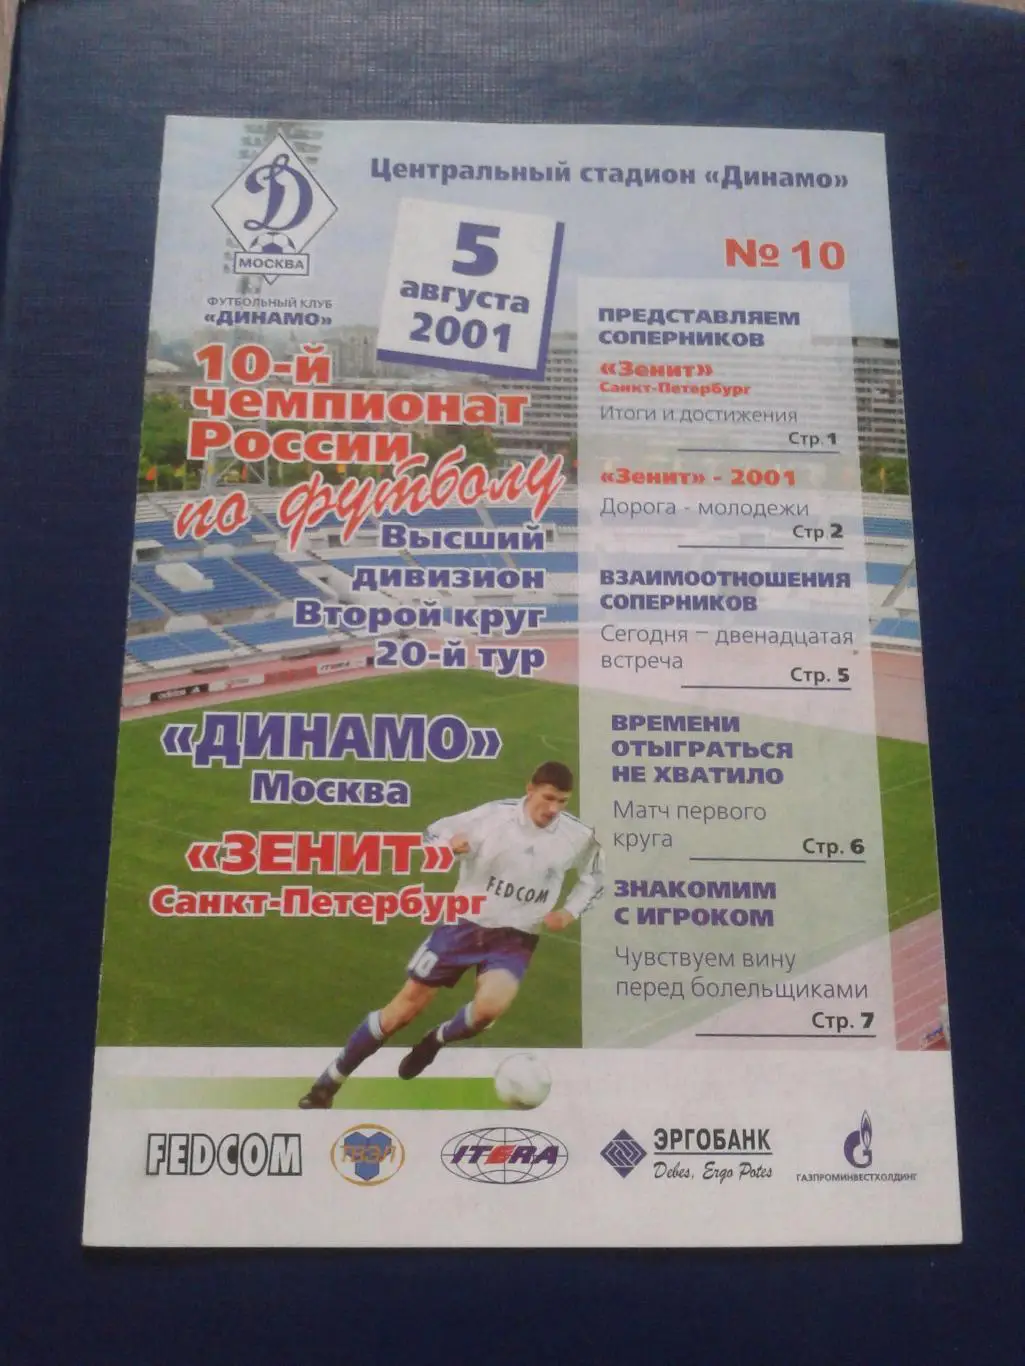 Центральный стадион «Динамо»
Д
МОСКВА
ФУТБОЛЬНЫЙ КЛУБ
«ДИНАМО»
5
августа
2001
№ 10
10-й
чемпионат
России
по футболу
Высший
дивизион
Второй круг
20-й тур
«ДИНАМО»
Москва
«ЗЕНИТ»
Санкт-Петербург
ПРЕДСТАВЛЯЕМ
СОПЕРНИКОВ
«Зенит»
Санкт-Петербург
Итоги и достижения
Стр. 1
«Зенит» - 2001
Дорога - молодежи
Стр. 2
ВЗАИМООТНОШЕНИЯ
СОПЕРНИКОВ
Сегодня – двенадцатая
встреча
Стр. 5
ВРЕМЕНИ
ОТЫГРАТЬСЯ
НЕ ХВАТИЛО
Матч первого
круга
Стр. 6
ЗНАКОМИМ
С ИГРОКОМ
Чувствуем вину
перед болельщиками
Стр. 7
adidas
ITERA
FEDCOM
10
FEDCOM
ТВЭЛ
ITERA
ЭРГОБАНК
Debes, Ergo Potes
ГАЗПРОМИНВЕСТХОЛДИНГ